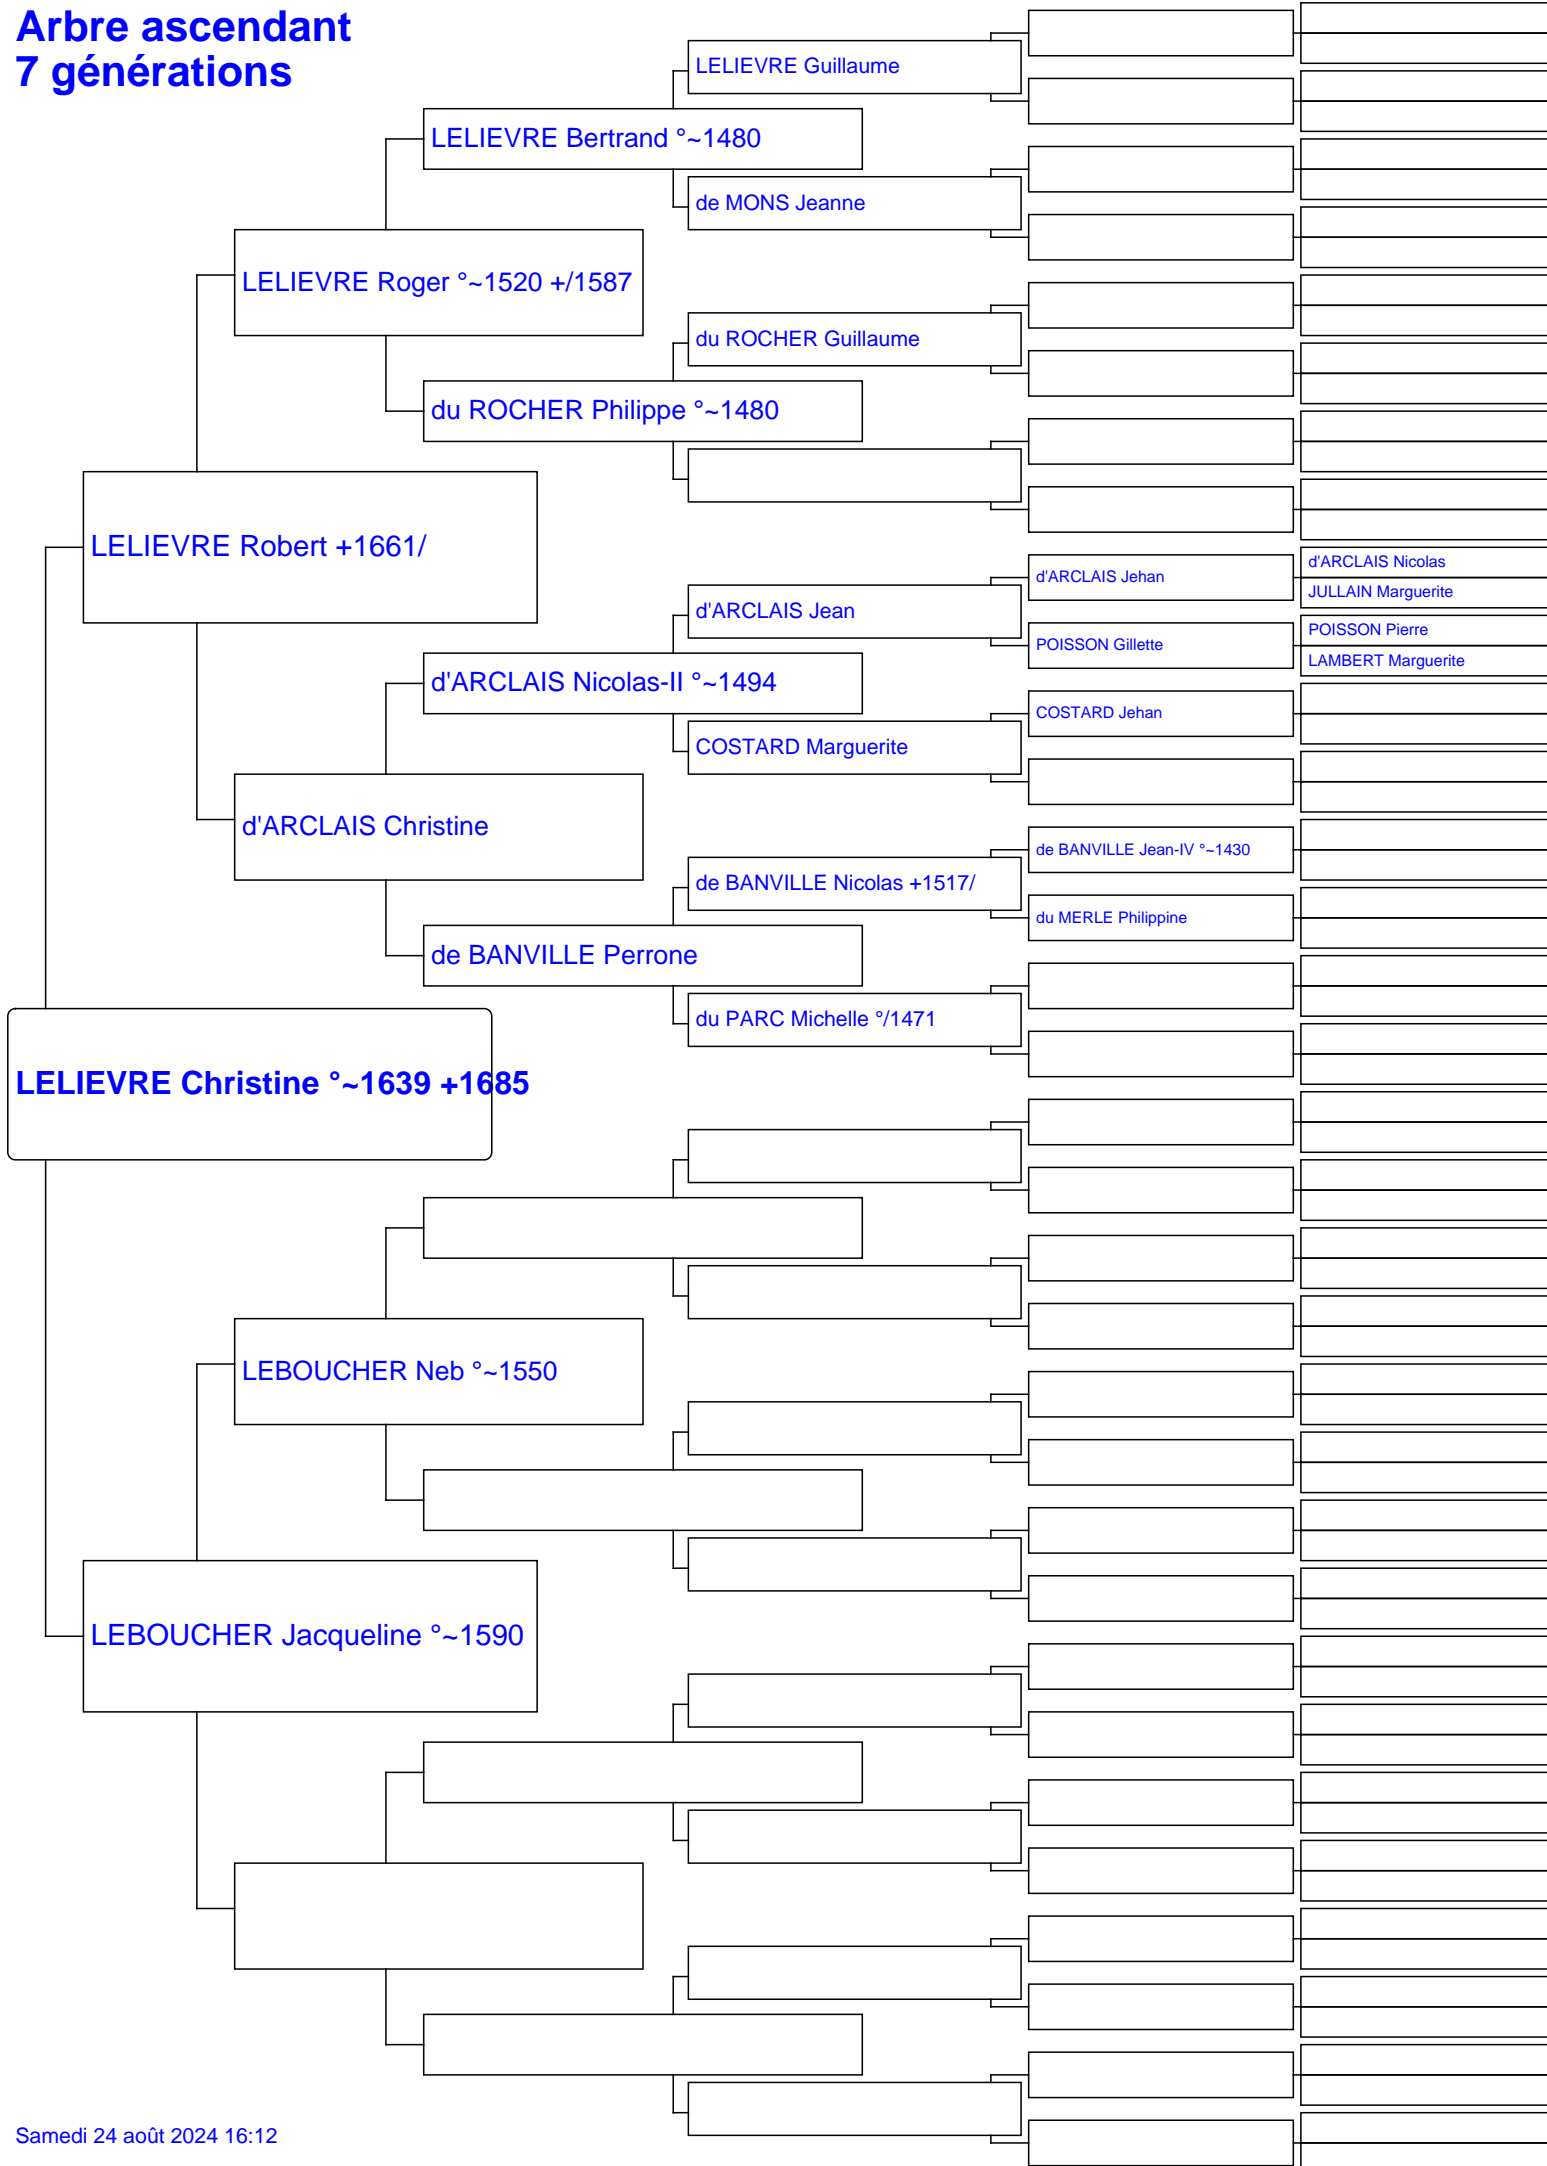 Arbre ascendant
7 générations
LELIEVRE Guillaume
LELIEVRE Bertrand °~1480
de MONS Jeanne
LELIEVRE Roger °~1520 +/1587
du ROCHER Guillaume
du ROCHER Philippe °~1480
LELIEVRE Robert +1661/
d'ARCLAIS Nicolas
d'ARCLAIS Jehan
JULLAIN Marguerite
d'ARCLAIS Jean
POISSON Pierre
POISSON Gillette
LAMBERT Marguerite
d'ARCLAIS Nicolas-II °~1494
COSTARD Jehan
COSTARD Marguerite
d'ARCLAIS Christine
de BANVILLE Jean-IV °~1430
de BANVILLE Nicolas +1517/
du MERLE Philippine
de BANVILLE Perrone
du PARC Michelle °/1471
LELIEVRE Christine °~1639 +1685
LEBOUCHER Neb °~1550
LEBOUCHER Jacqueline °~1590
Samedi 24 août 2024 16:12